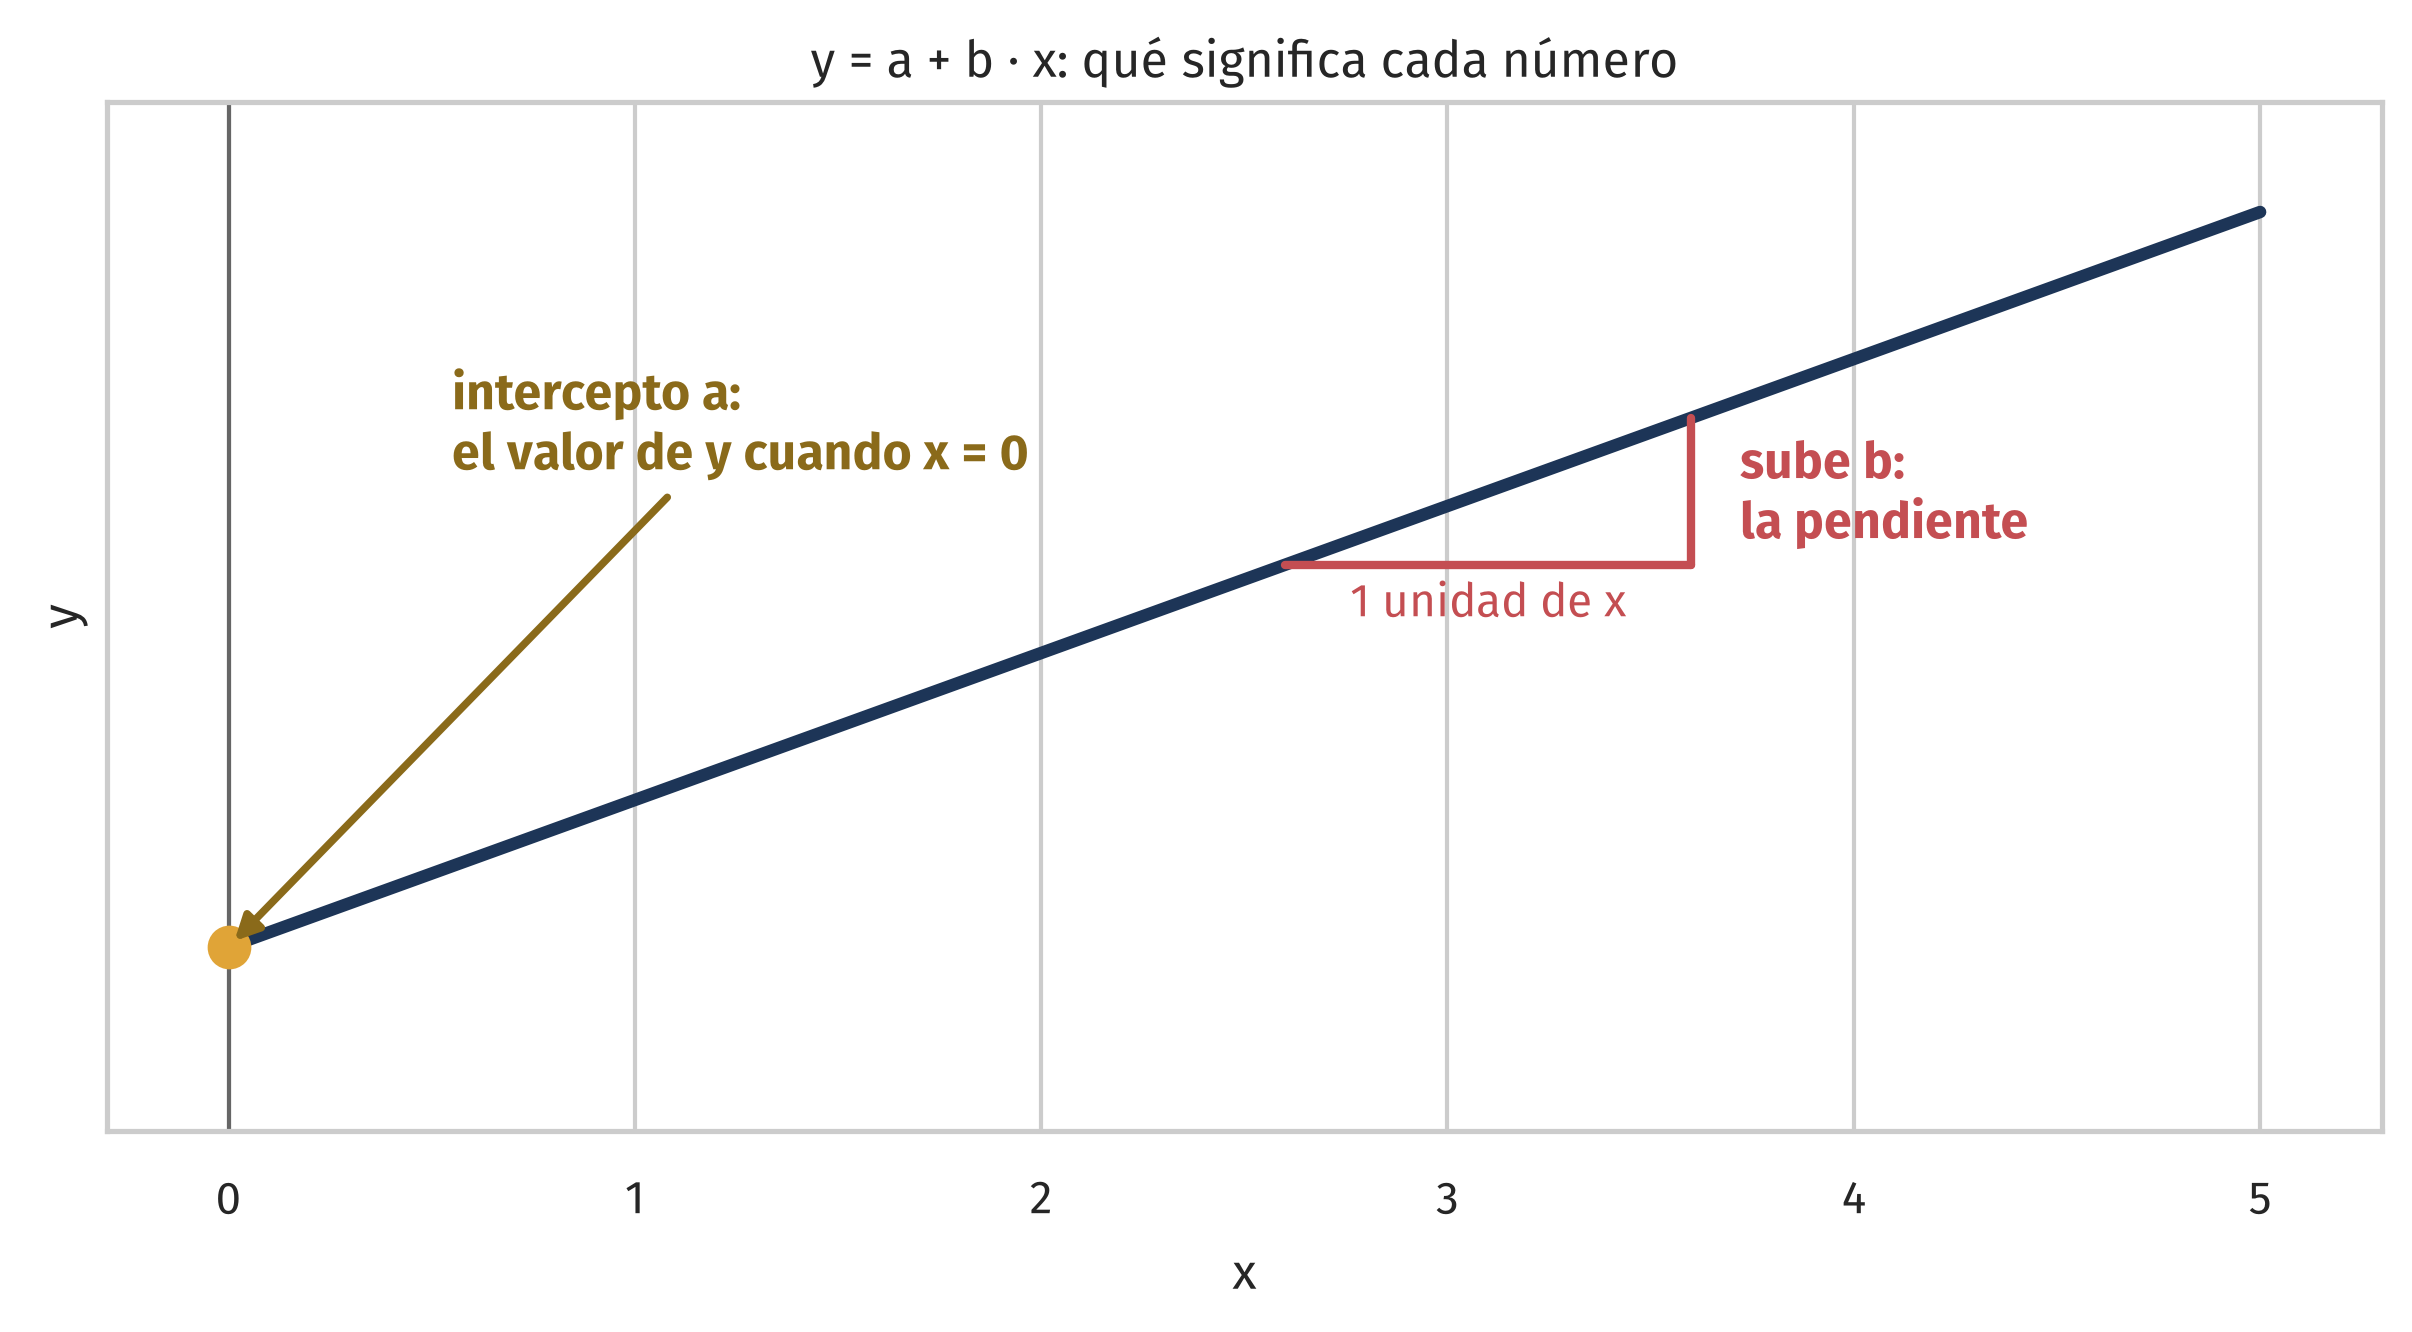 y = a + b · x: qué significa cada número
intercepto a:
el valor de y cuando x = 0
sube b:
la pendiente
1 unidad de x
y
0 1 2 3 4 5
x